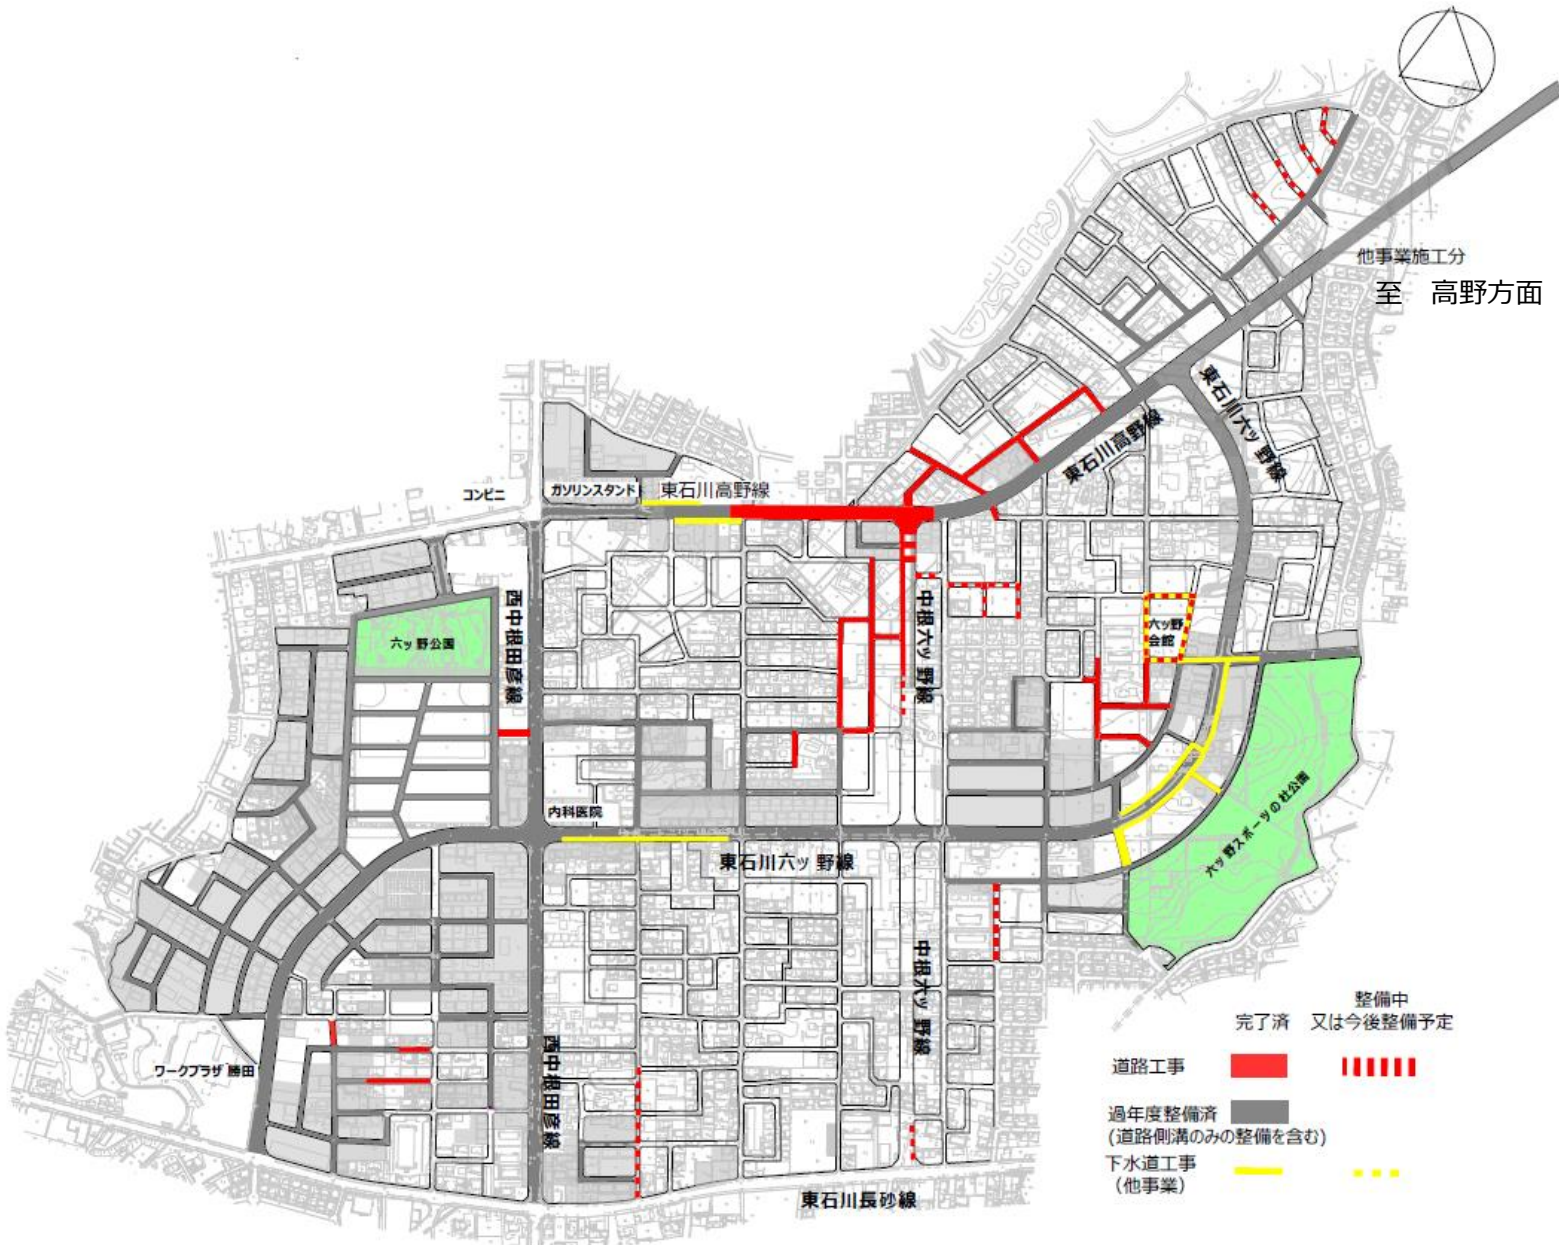 他事業施工分
至　高野方面
東石川六ッ野線
東石川高野線
コンビニ
ガソリンスタンド
東石川高野線
西中根田彦線
中根六ッ野線
六ッ野
会館
六ッ野公園
内科医院
六ッ野スポーツの杜公園
東石川六ッ野線
中根六ッ野線
西中根田彦線
ワークプラザ勝田
東石川長砂線
整備中
完了済　又は今後整備予定
道路工事
過年度整備済
(道路側溝のみの整備を含む)
下水道工事
（他事業）